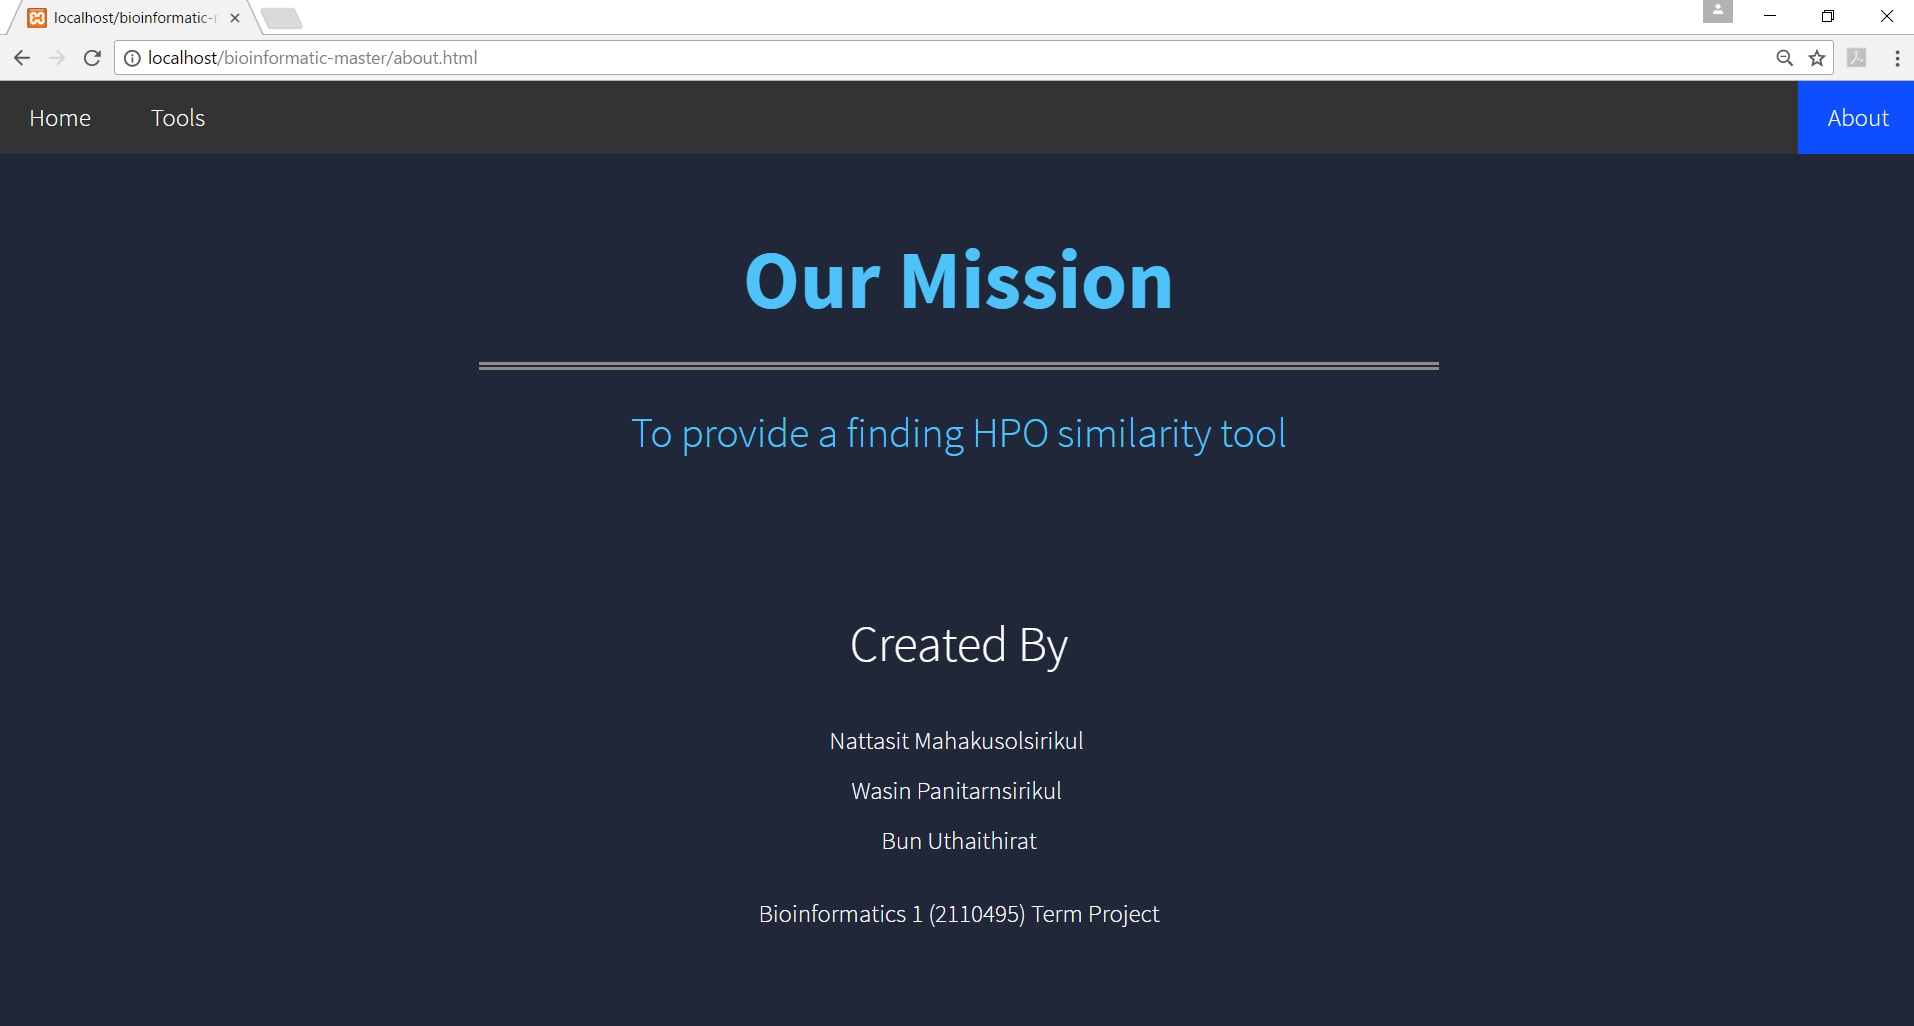 localhost/bioinformatic-
localhost/bioinformatic-master/about.html
Home
Tools
About
Our Mission
To provide a finding HPO similarity tool
Created By
Nattasit Mahakusolsirikul
Wasin Panitarnsirikul
Bun Uthaithirat
Bioinformatics 1 (2110495) Term Project